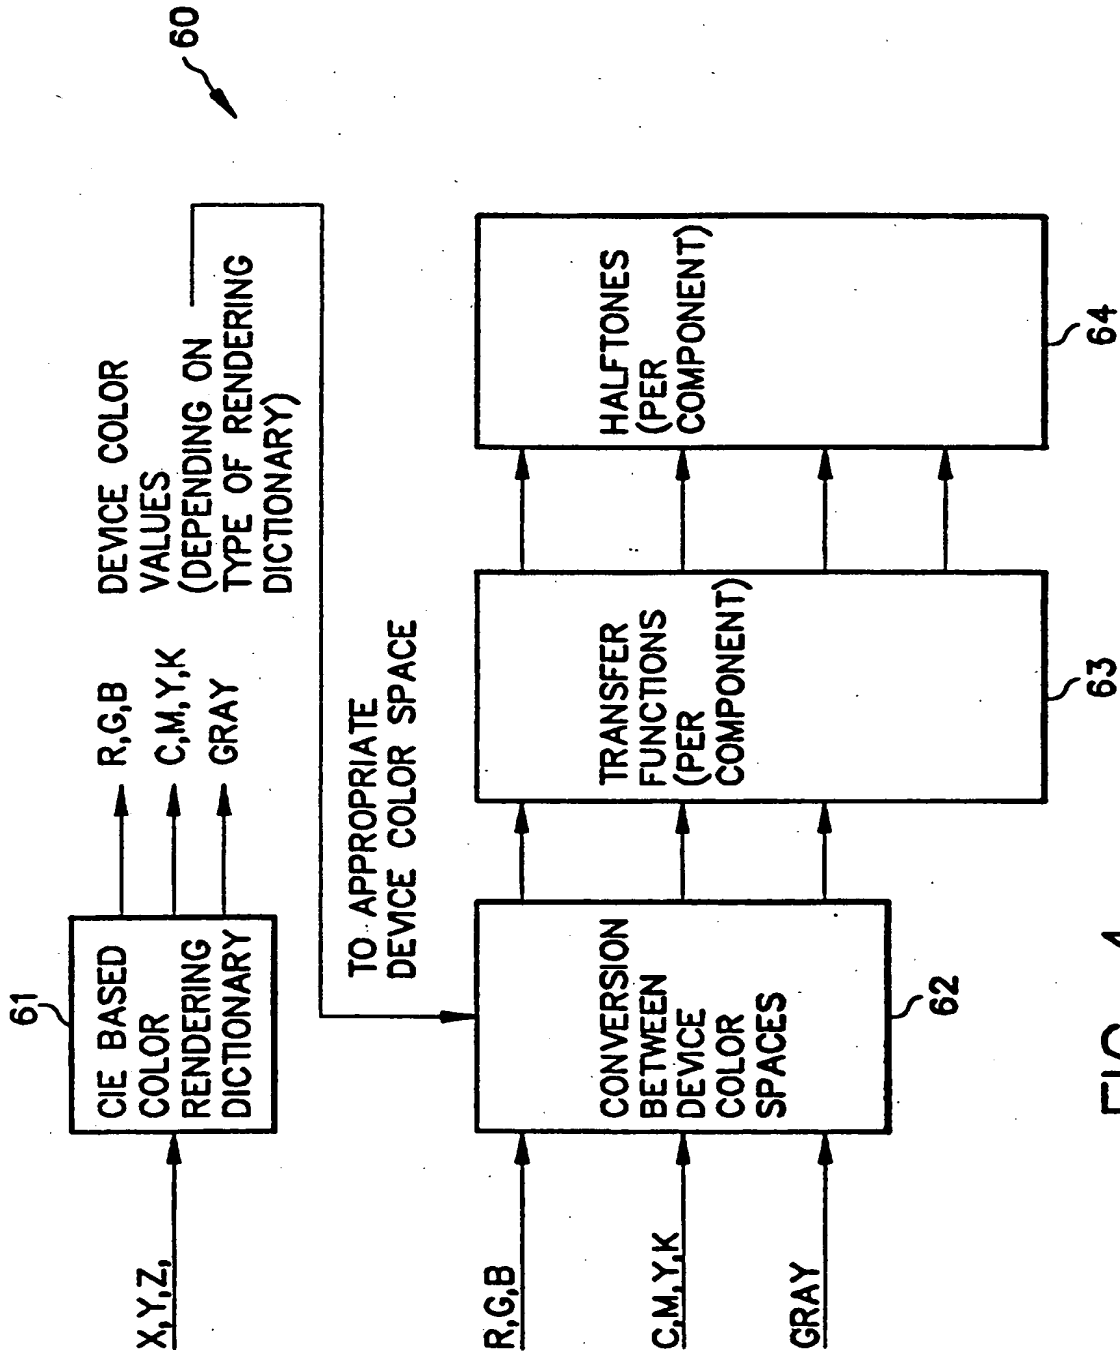 60
61
CIE BASED
COLOR
RENDERING
DICTIONARY
X,Y,Z,
R,G,B
C,M,Y,K
GRAY
DEVICE COLOR
VALUES
(DEPENDING ON
TYPE OF RENDERING
DICTIONARY)
TO APPROPRIATE
DEVICE COLOR SPACE
R,G,B
C,M,Y,K
GRAY
CONVERSION
BETWEEN
DEVICE
COLOR
SPACES
62
TRANSFER
FUNCTIONS
(PER
COMPONENT)
63
HALFTONES
(PER
COMPONENT)
64
FIG. 4